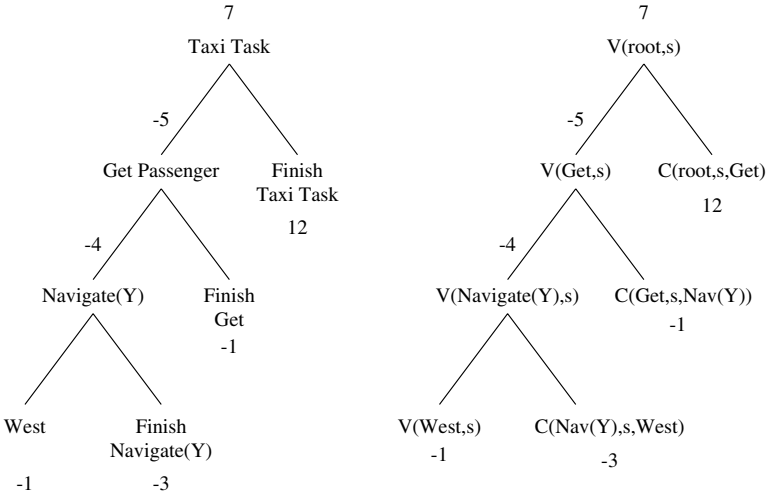 7
Taxi Task
-5
Get Passenger
Finish
Taxi Task
12
-4
Navigate(Y)
Finish
Get
-1
West
Finish
Navigate(Y)
-1
-3
7
V(root,s)
-5
V(Get,s)
C(root,s,Get)
12
-4
V(Navigate(Y),s)
C(Get,s,Nav(Y))
-1
V(West,s)
C(Nav(Y),s,West)
-1
-3